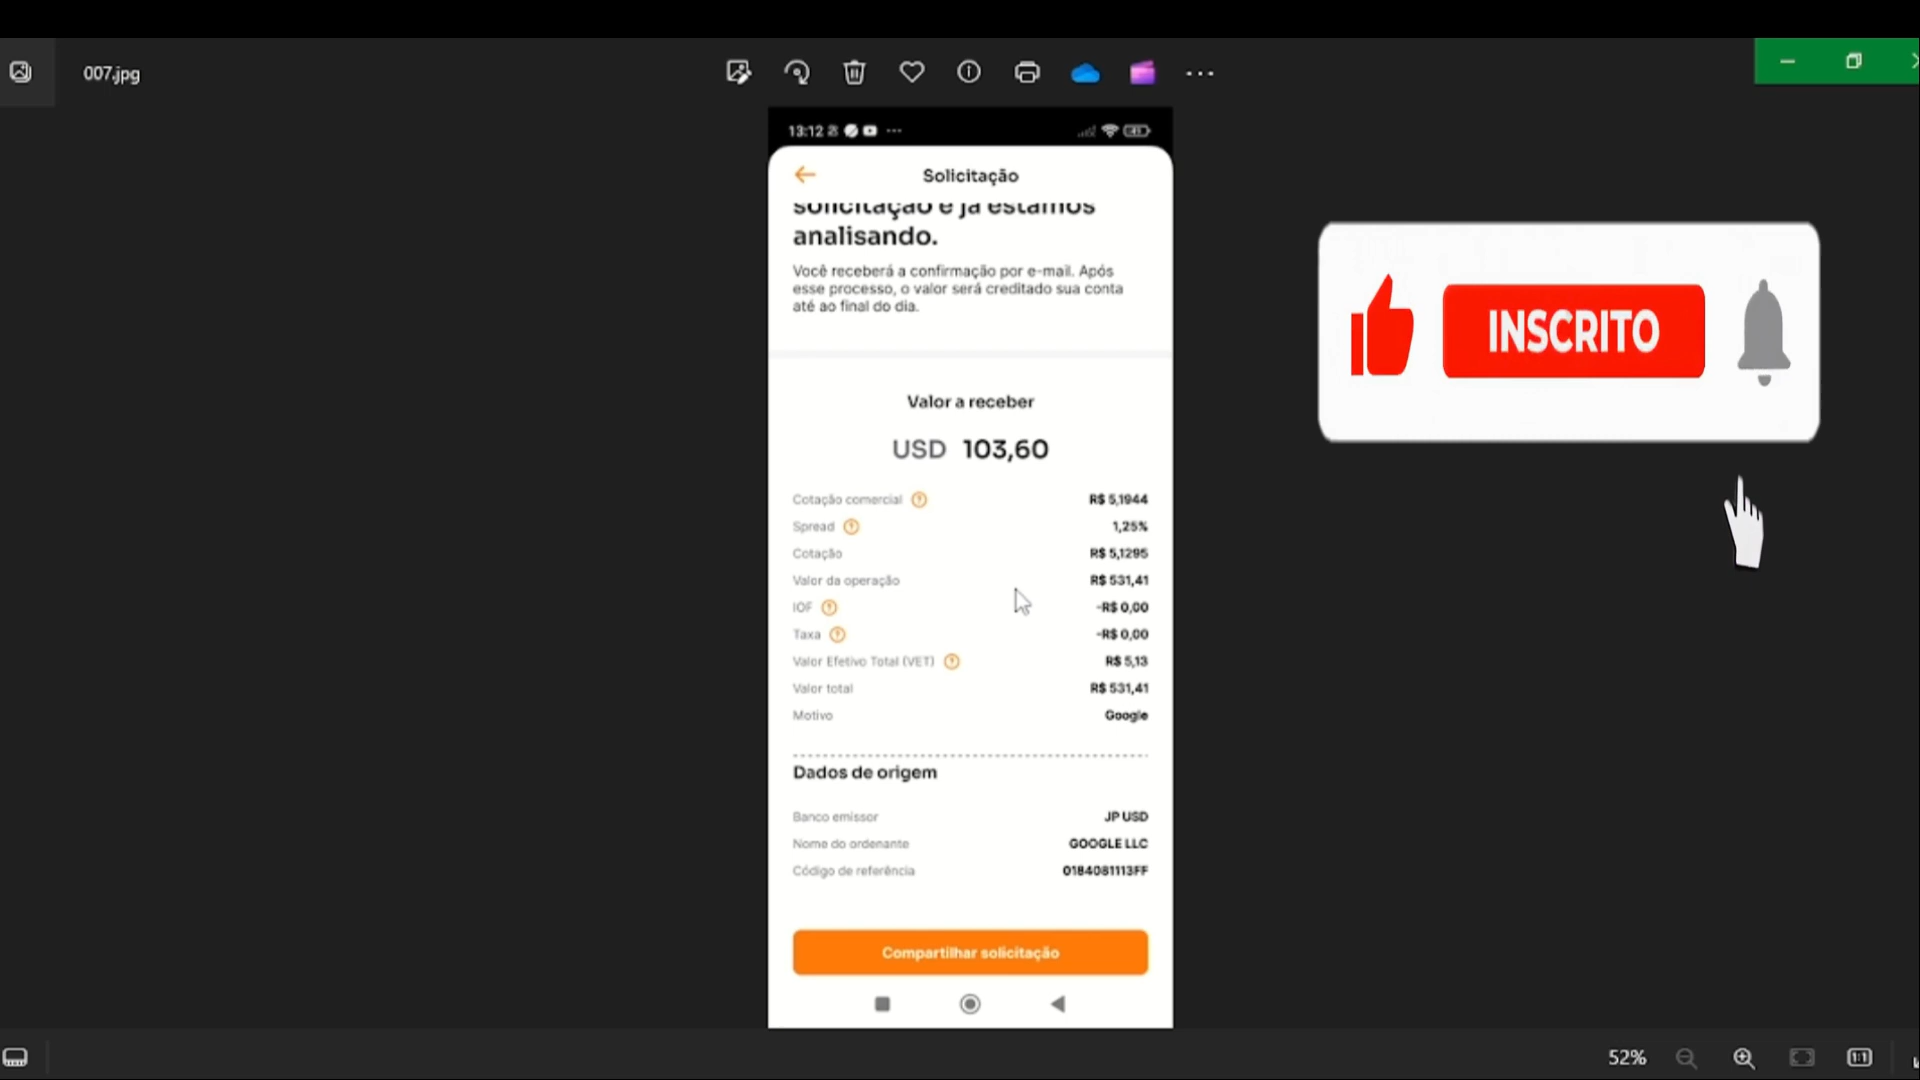 007.jpg
13:12
Solicitação
solicitação e já estamos
analisando.
Você receberá a confirmação por e-mail. Após
esse processo, o valor será creditado sua conta
até ao final do dia.
INSCRITO
Valor a receber
USD 103,60
Cotação comercial R$ 5,1944
Spread 1,25%
Cotação R$ 5,1295
Valor da operação R$ 531,41
IOF -R$ 0,00
Taxa -R$ 0,00
Valor Efetivo Total (VET) R$ 5,13
Valor total R$ 531,41
Motivo Google
Dados de origem
Banco emissor JP USD
Nome do ordenante GOOGLE LLC
Código de referência 0184081113FF
Compartilhar solicitação
52%